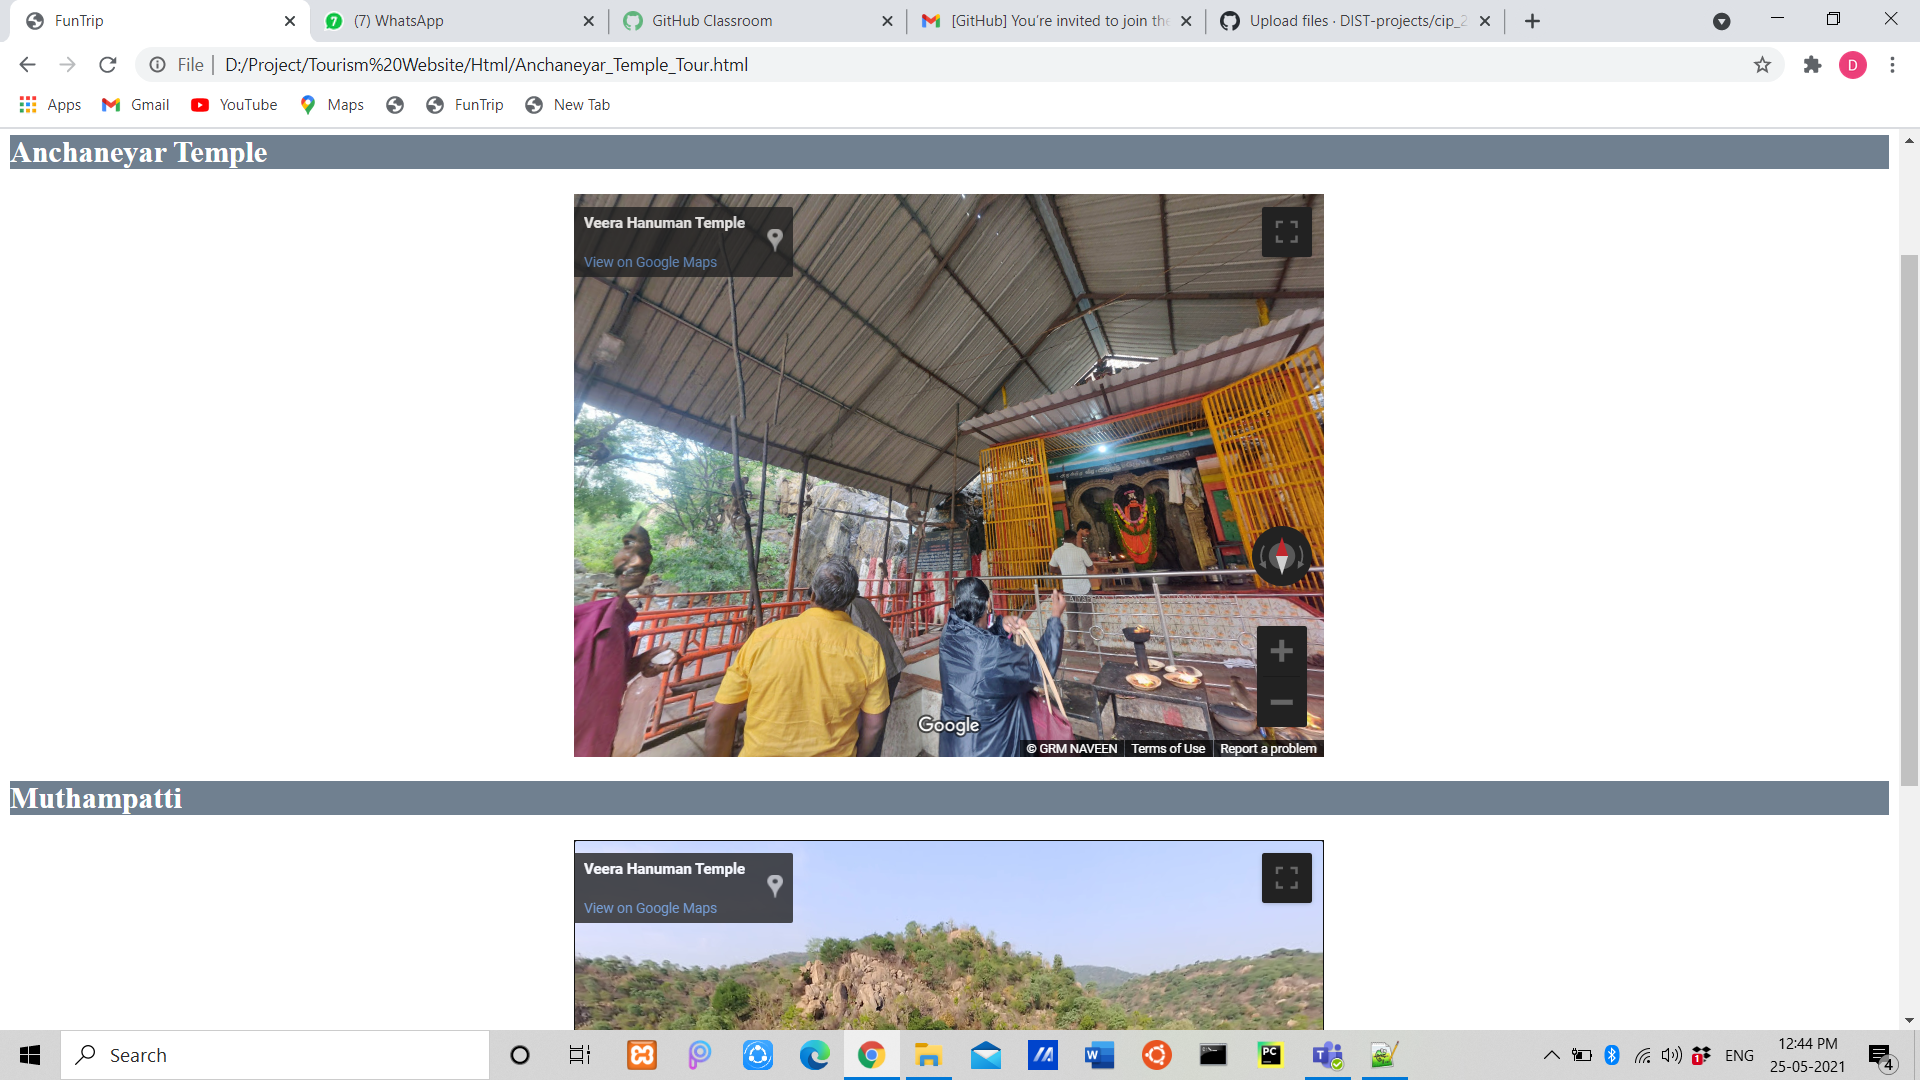 FunTrip
(7) WhatsApp
GitHub Classroom
[GitHub] You're invited to join the
Upload files · DIST-projects/cip_2
File
D:/Project/Tourism%20Website/Html/Anchaneyar_Temple_Tour.html
D
Apps
Gmail
YouTube
Maps
FunTrip
New Tab
Anchaneyar Temple
Veera Hanuman Temple
View on Google Maps
Google
© GRM NAVEEN
Terms of Use
Report a problem
Muthampatti
Veera Hanuman Temple
View on Google Maps
Search
ENG
12:44 PM
25-05-2021
4